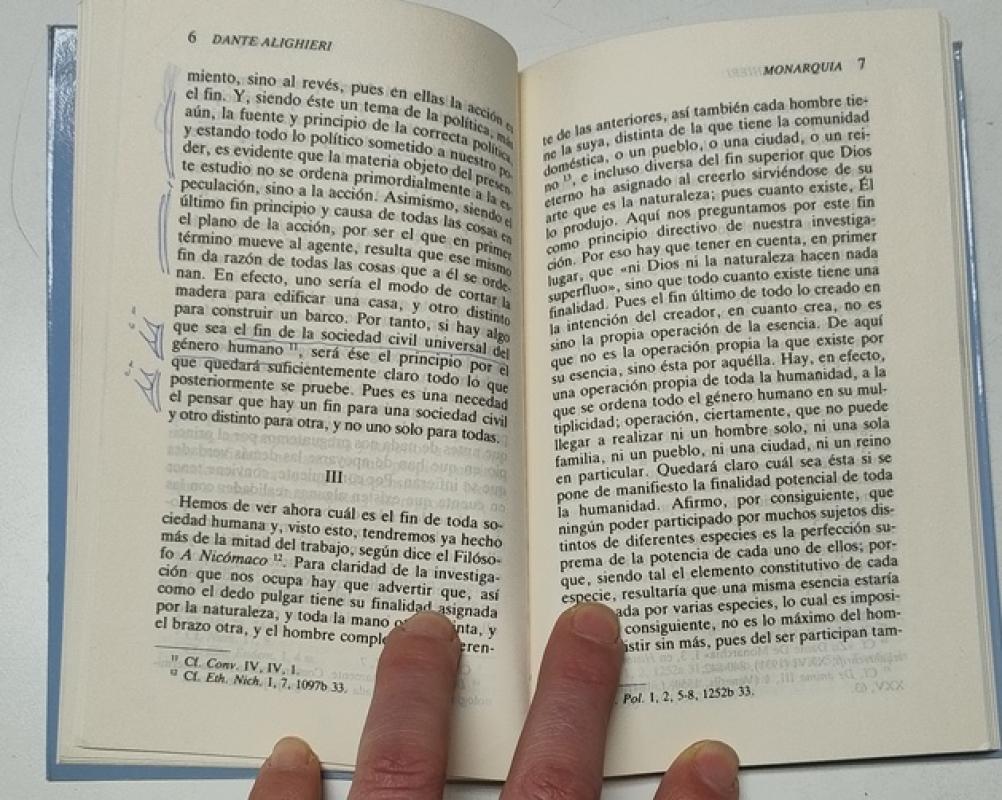 6 DANTE ALIGHIERI
miento, sino al revés, pues en ellas la acción es
el fin. Y, siendo éste un tema de la política, más
aún, la fuente y principio de la correcta política,
y estando todo lo político sometido a nuestro po-
der, es evidente que la materia objeto del presen-
te estudio no se ordena primordialmente a la es-
peculación, sino a la acción. Asimismo, siendo el
último fin principio y causa de todas las cosas en
el plano de la acción, por ser el que en primer
término mueve al agente, resulta que ese mismo
fin da razón de todas las cosas que a él se orde-
nan. En efecto, uno sería el modo de cortar la
madera para edificar una casa, y otro distinto
para construir un barco. Por tanto, si hay algo
que sea el fin de la sociedad civil universal del
género humano 11, será ése el principio por el
que quedará suficientemente claro todo lo que
posteriormente se pruebe. Pues es una necedad
el pensar que hay un fin para una sociedad civil
y otro distinto para otra, y no uno solo para todas.
III
Hemos de ver ahora cuál es el fin de toda so-
ciedad humana y, visto esto, tendremos ya hecho
más de la mitad del trabajo, según dice el Filóso-
fo A Nicómaco 12. Para claridad de la investiga-
ción que nos ocupa hay que advertir que, así
como el dedo pulgar tiene su finalidad asignada
por la naturaleza, y toda la mano inta, y
el brazo otra, y el hombre comple eren-
11 Cf. Conv. IV, IV, 1.
12 Cf. Eth. Nich. 1, 7, 1097b 33.
MONARQUIA 7
te de las anteriores, así también cada hombre tie-
ne la suya, distinta de la que tiene la comunidad
doméstica, o un pueblo, o una ciudad, o un rei-
no 13, e incluso diversa del fin superior que Dios
eterno ha asignado al creerlo sirviéndose de su
arte que es la naturaleza; pues cuanto existe, Él
lo produjo. Aquí nos preguntamos por este fin
como principio directivo de nuestra investiga-
ción. Por eso hay que tener en cuenta, en primer
lugar, que «ni Dios ni la naturaleza hacen nada
superfluo», sino que todo cuanto existe tiene una
finalidad. Pues el fin último de todo lo creado en
la intención del creador, en cuanto crea, no es
sino la propia operación de la esencia. De aquí
que no es la operación propia la que existe por
su esencia, sino ésta por aquélla. Hay, en efecto,
una operación propia de toda la humanidad, a la
que se ordena todo el género humano en su mul-
tiplicidad; operación, ciertamente, que no puede
llegar a realizar ni un hombre solo, ni una sola
familia, ni un pueblo, ni una ciudad, ni un reino
en particular. Quedará claro cuál sea ésta si se
pone de manifiesto la finalidad potencial de toda
la humanidad. Afirmo, por consiguiente, que
ningún poder participado por muchos sujetos dis-
tintos de diferentes especies es la perfección su-
prema de la potencia de cada uno de ellos; por-
que, siendo tal el elemento constitutivo de cada
especie, resultaría que una misma esencia estaría
ada por varias especies, lo cual es imposi-
consiguiente, no es lo máximo del hom-
istir sin más, pues del ser participan tam-
Pol. 1, 2, 5-8, 1252b 33.